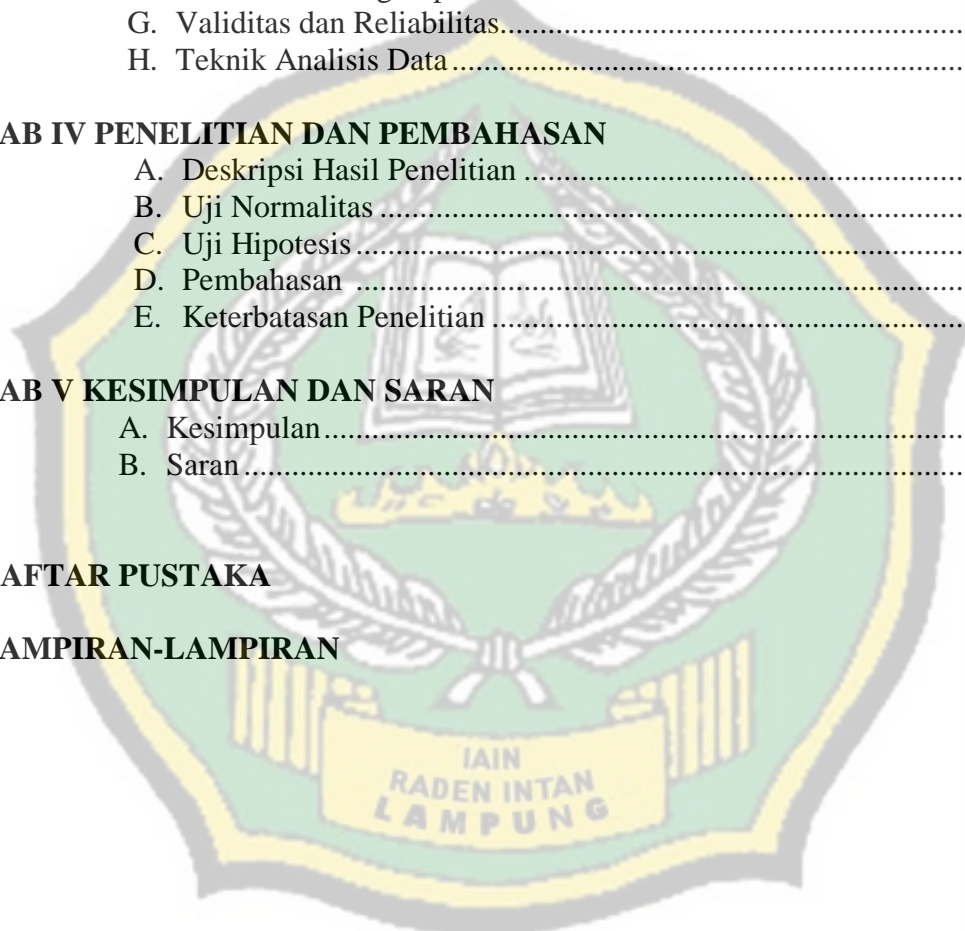 G. Validitas dan Reliabilitas............................................................
H. Teknik Analisis Data..................................................................
AB IV PENELITIAN DAN PEMBAHASAN
A. Deskripsi Hasil Penelitian ........................................................
B. Uji Normalitas ..........................................................................
C. Uji Hipotesis .............................................................................
D. Pembahasan .............................................................................
E. Keterbatasan Penelitian ............................................................
AB V KESIMPULAN DAN SARAN
A. Kesimpulan.................................................................................
B. Saran ...........................................................................................
AFTAR PUSTAKA
AMPIRAN-LAMPIRAN
IAIN
RADEN INTAN
LAMPUNG